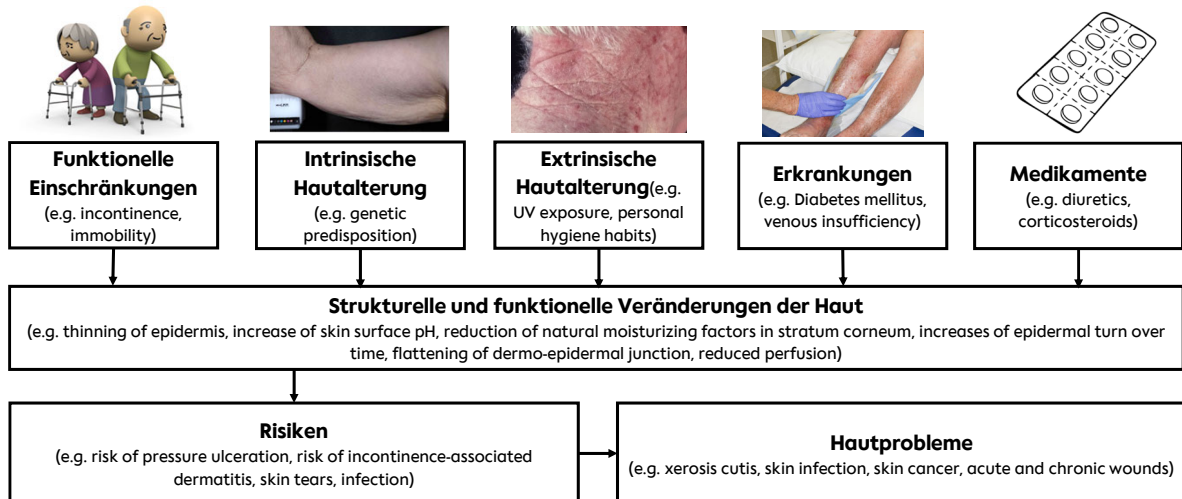 Funktionelle
Einschränkungen
(e.g. incontinence,
immobility)
Intrinsische
Hautalterung
(e.g. genetic
predisposition)
Extrinsische
Hautalterung(e.g.
UV exposure, personal
hygiene habits)
Erkrankungen
(e.g. Diabetes mellitus,
venous insufficiency)
Medikamente
(e.g. diuretics,
corticosteroids)
Strukturelle und funktionelle Veränderungen der Haut
(e.g. thinning of epidermis, increase of skin surface pH, reduction of natural moisturizing factors in stratum corneum, increases of epidermal turn over
time, flattening of dermo-epidermal junction, reduced perfusion)
Risiken
(e.g. risk of pressure ulceration, risk of incontinence-associated
dermatitis, skin tears, infection)
Hautprobleme
(e.g. xerosis cutis, skin infection, skin cancer, acute and chronic wounds)